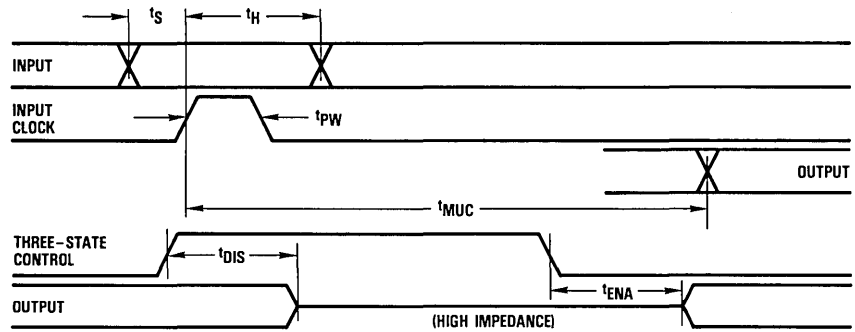 tS
tH
INPUT
INPUT
CLOCK
tPW
OUTPUT
tMUC
THREE-STATE
CONTROL
tDIS
tENA
OUTPUT
(HIGH IMPEDANCE)